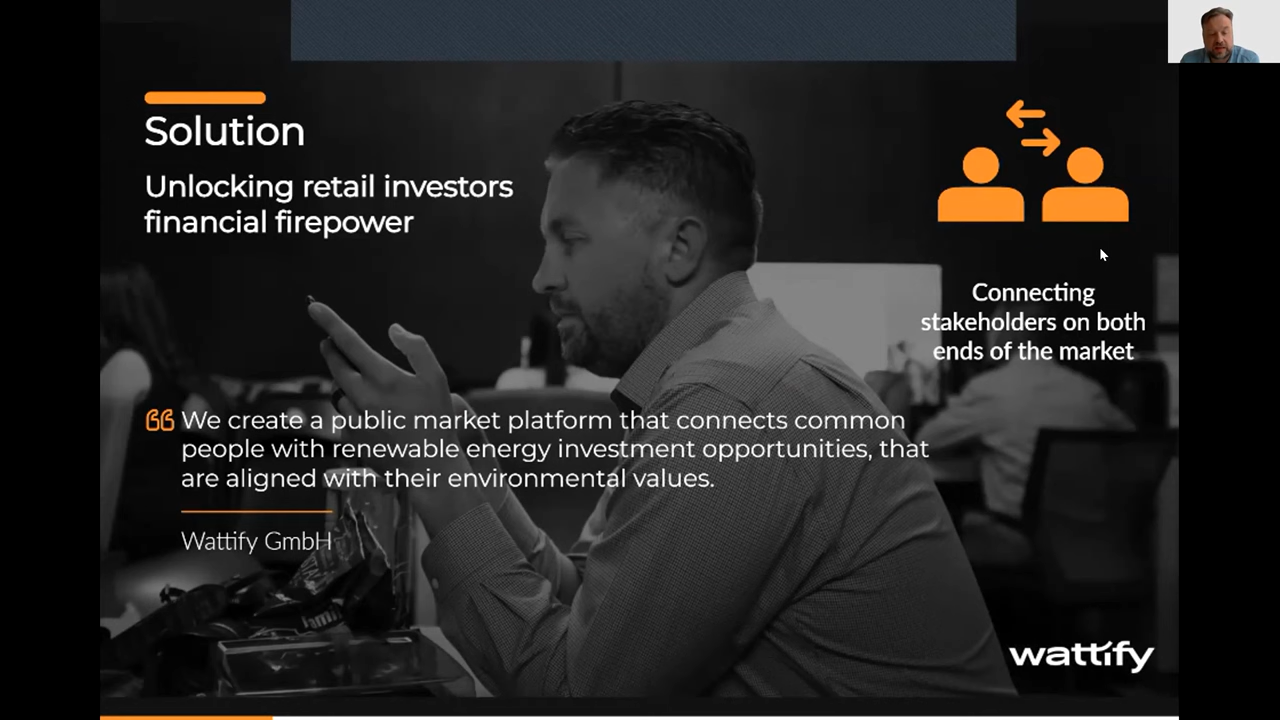 Solution
Unlocking retail investors
financial firepower
Connecting
stakeholders on both
ends of the market
We create a public market platform that connects common
people with renewable energy investment opportunities, that
are aligned with their environmental values.
Wattify GmbH
wattify